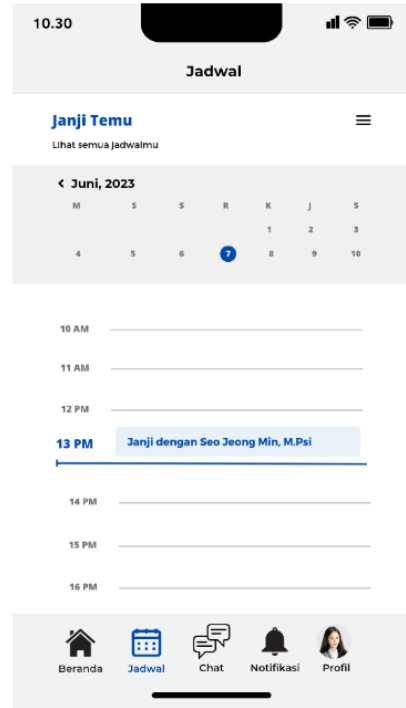 10.30
Jadwal
Janji Temu
Lihat semua jadwalmu
Juni, 2023
M S S R K J S
1 2 3
4 5 6 7 8 9 10
10 AM
11 AM
12 PM
13 PM Janji dengan Seo Jeong Min, M.Psi
14 PM
15 PM
16 PM
Beranda Jadwal Chat Notifikasi Profil